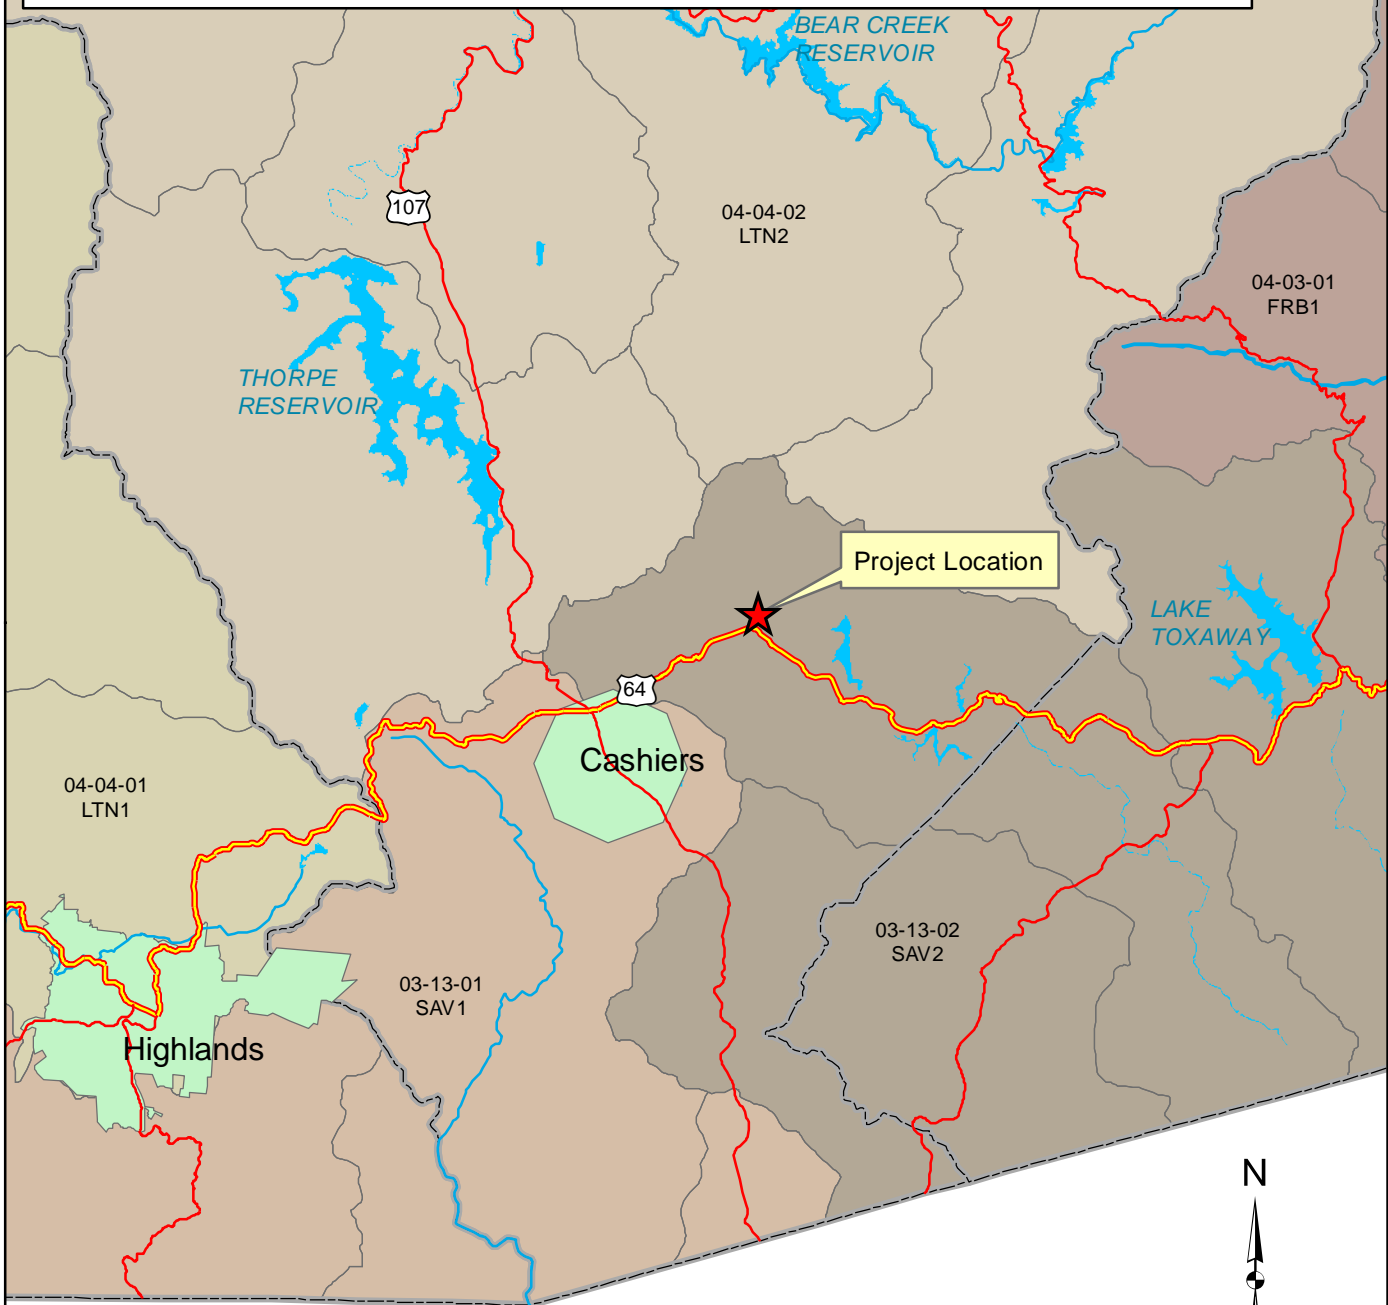 BEAR CREEK
RESERVOIR
107
04-04-02
LTN2
04-03-01
FRB1
THORPE
RESERVOIR
Project Location
LAKE
TOXAWAY
64
Cashiers
04-04-01
LTN1
03-13-02
SAV2
03-13-01
SAV1
Highlands
N